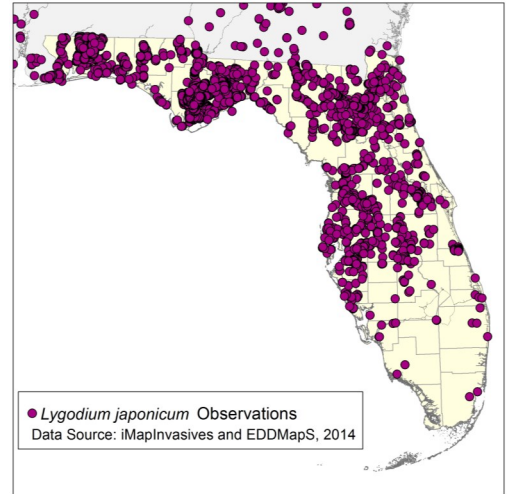 Lygodium japonicum Observations
Data Source: iMapInvasives and EDDMapS, 2014